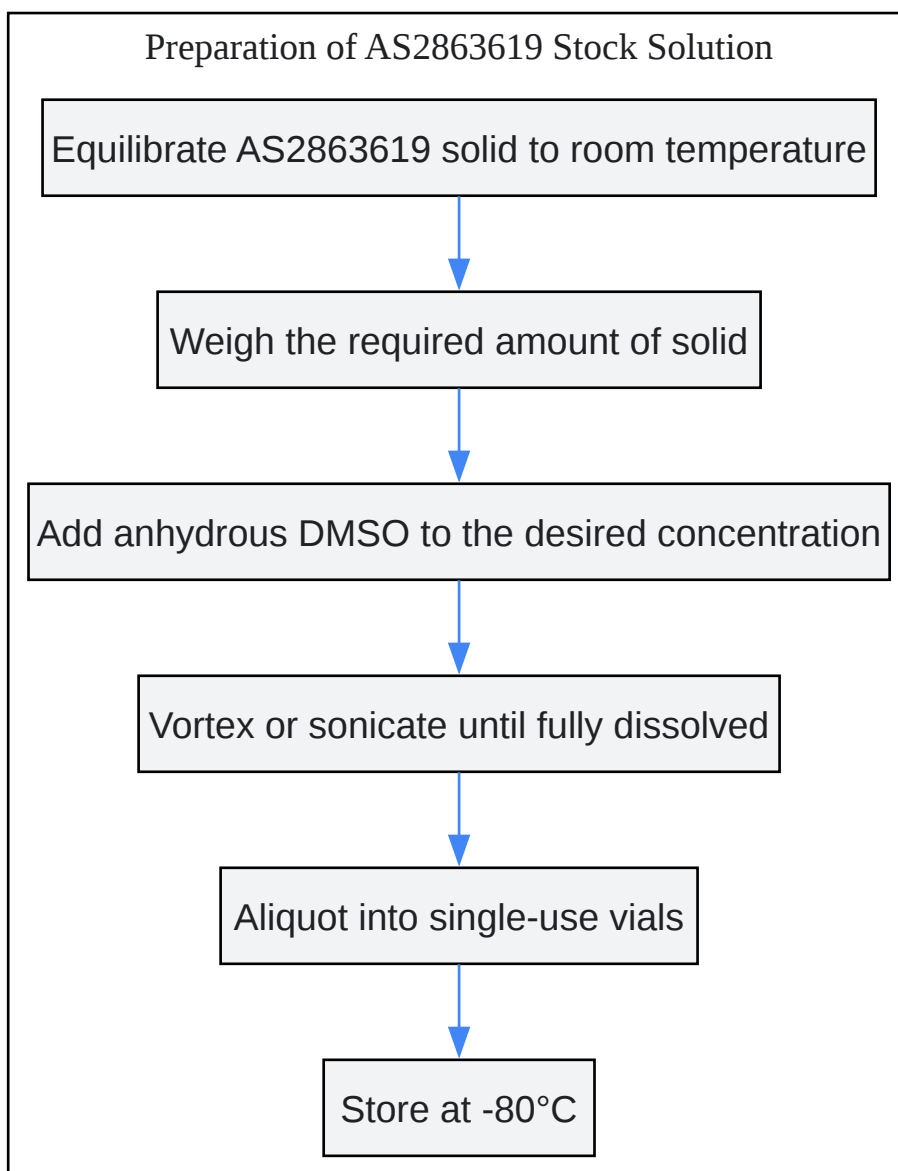 Preparation of AS2863619 Stock Solution
Equilibrate AS2863619 solid to room temperature
Weigh the required amount of solid
Add anhydrous DMSO to the desired concentration
Vortex or sonicate until fully dissolved
Aliquot into single-use vials
Store at -80°C